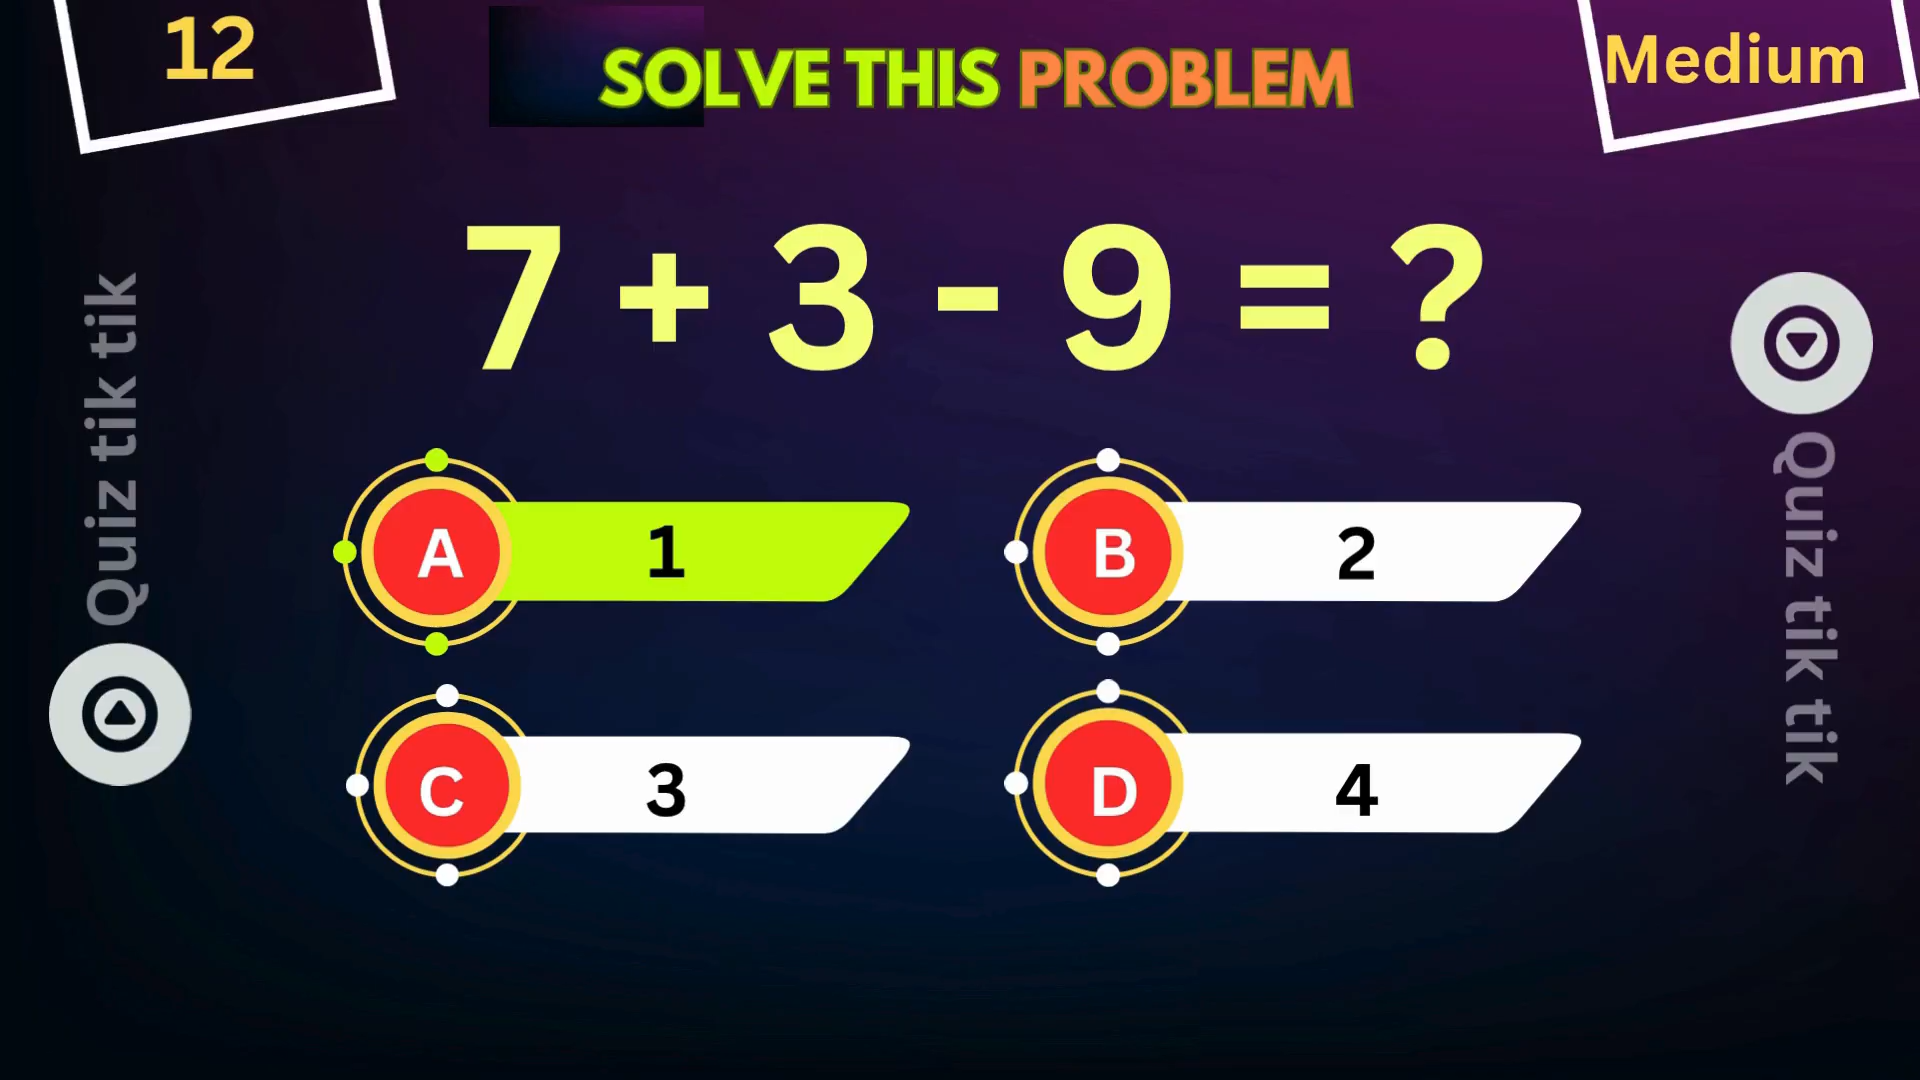 12
SOLVE THIS PROBLEM
Medium
7 + 3 - 9 = ?
A 1
B 2
C 3
D 4
Quiz tik tik
Quiz tik tik